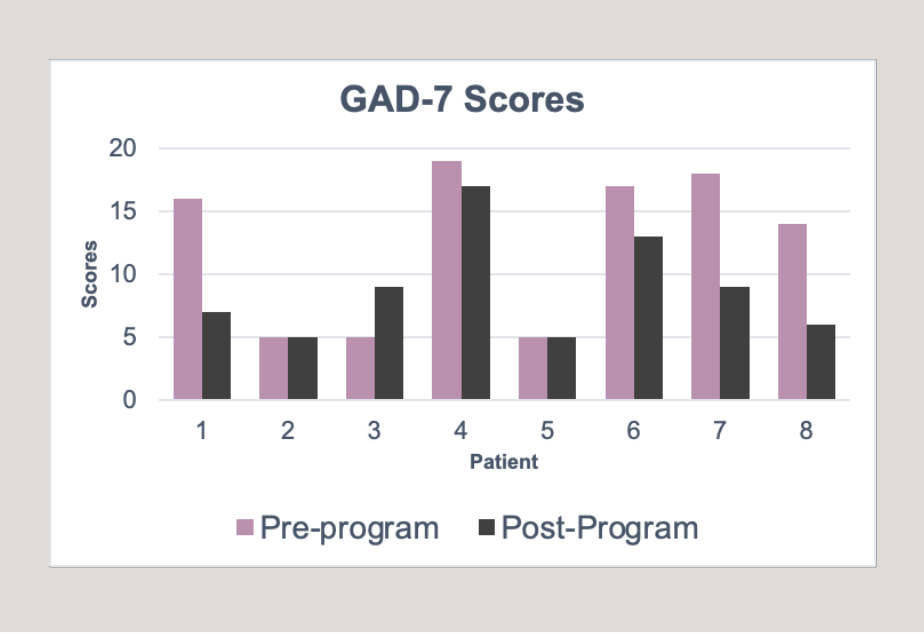 GAD-7 Scores
20
15
10
5
0
Scores
1 2 3 4 5 6 7 8
Patient
Pre-program Post-Program